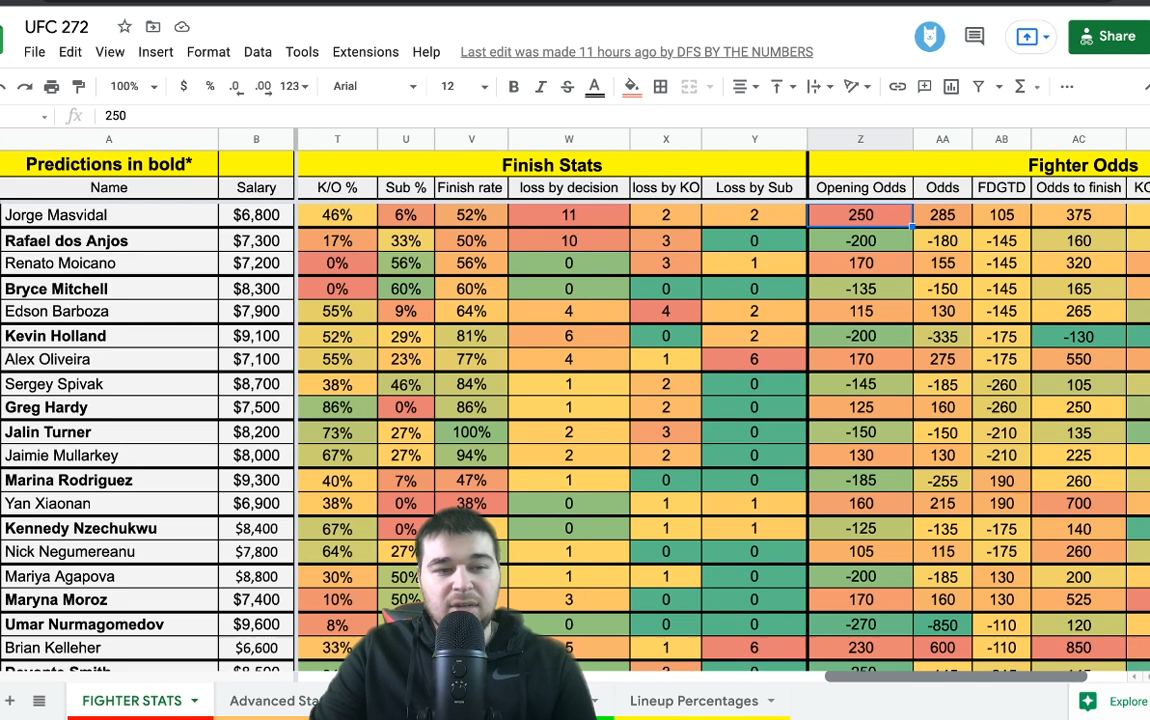 UFC 272
File Edit View Insert Format Data Tools Extensions Help Last edit was made 11 hours ago by DFS BY THE NUMBERS
Share
100% $ % .0 .00 123 Arial 12 B I S A
fx 250
A B T U V W X Y Z AA AB AC
Predictions in bold* Finish Stats Fighter Odds
Name Salary K/O % Sub % Finish rate loss by decision loss by KO Loss by Sub Opening Odds Odds FDGTD Odds to finish
Jorge Masvidal $6,800 46% 6% 52% 11 2 2 250 285 105 375
Rafael dos Anjos $7,300 17% 33% 50% 10 3 0 -200 -180 -145 160
Renato Moicano $7,200 0% 56% 56% 0 3 1 170 155 -145 320
Bryce Mitchell $8,300 0% 60% 60% 0 0 0 -135 -150 -145 165
Edson Barboza $7,900 55% 9% 64% 4 4 2 115 130 -145 265
Kevin Holland $9,100 52% 29% 81% 6 0 2 -200 -335 -175 -130
Alex Oliveira $7,100 55% 23% 77% 4 1 6 170 275 -175 550
Sergey Spivak $8,700 38% 46% 84% 1 2 0 -145 -185 -260 105
Greg Hardy $7,500 86% 0% 86% 1 2 0 125 160 -260 250
Jalin Turner $8,200 73% 27% 100% 2 3 0 -150 -150 -210 135
Jaimie Mullarkey $8,000 67% 27% 94% 2 2 0 130 130 -210 225
Marina Rodriguez $9,300 40% 7% 47% 1 0 0 -185 -255 190 260
Yan Xiaonan $6,900 38% 0% 38% 0 1 1 160 215 190 700
Kennedy Nzechukwu $8,400 67% 0% 0 1 1 -125 -135 -175 140
Nick Negumereanu $7,800 64% 27% 1 0 0 105 115 -175 260
Mariya Agapova $8,800 30% 50% 1 1 0 -200 -185 130 200
Maryna Moroz $7,400 10% 50% 3 0 0 170 160 130 525
Umar Nurmagomedov $9,600 8% 0 0 0 -270 -850 -110 120
Brian Kelleher $6,600 33% 5 1 6 230 600 -110 850
FIGHTER STATS Advanced Sta Lineup Percentages Explore